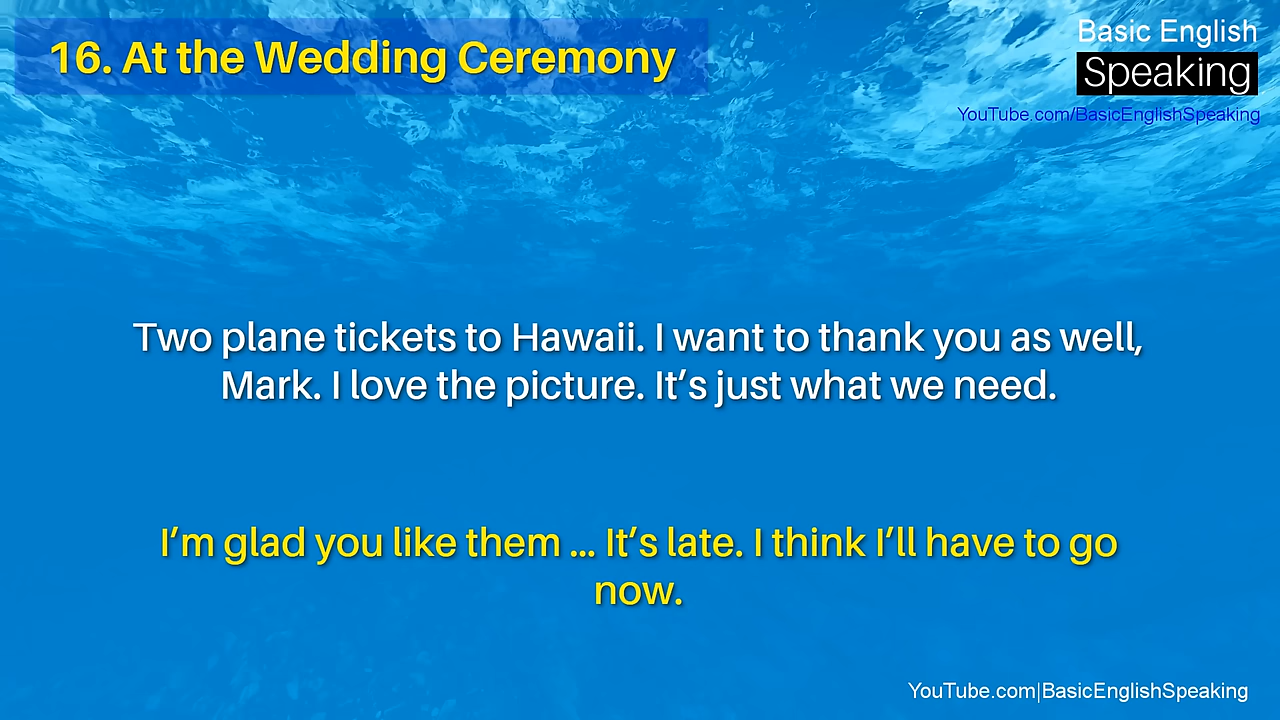 16. At the Wedding Ceremony
Basic English
Speaking
YouTube.com/BasicEnglishSpeaking
Two plane tickets to Hawaii. I want to thank you as well,
Mark. I love the picture. It’s just what we need.
I’m glad you like them ... It’s late. I think I’ll have to go
now.
YouTube.com|BasicEnglishSpeaking